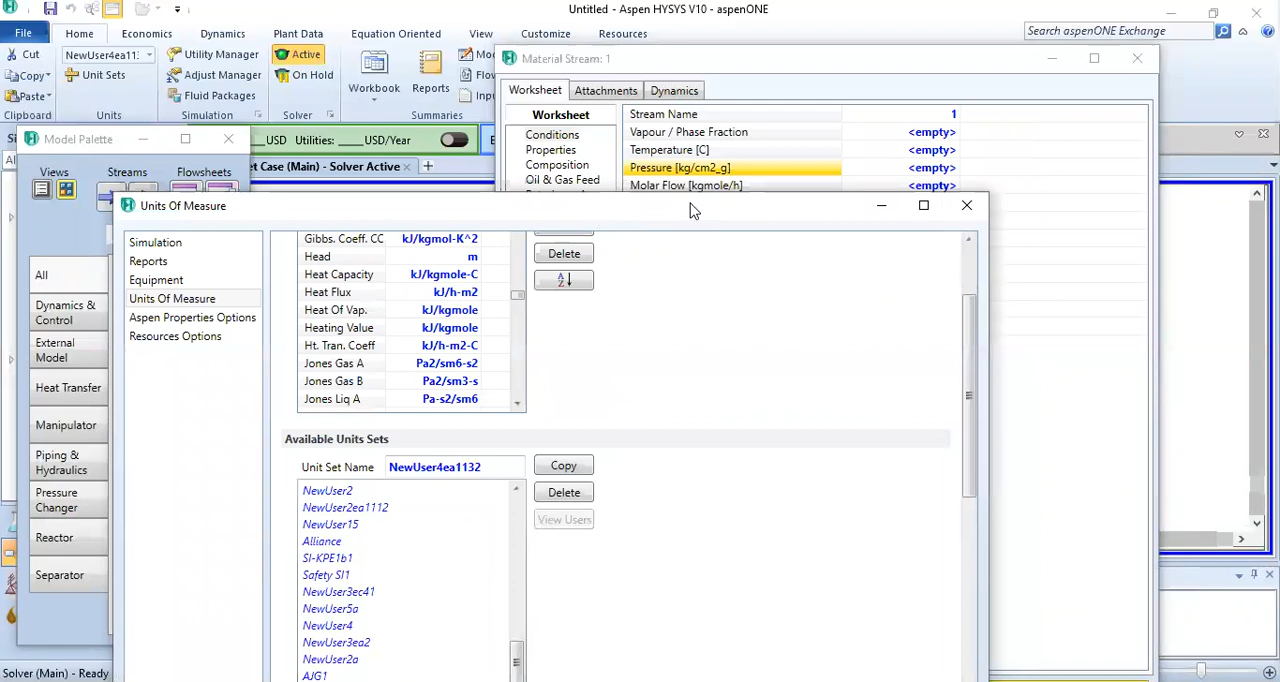 Untitled - Aspen HYSYS V10 - aspenONE
File
Home
Economics
Dynamics
Plant Data
Equation Oriented
View
Customize
Resources
Search aspenONE Exchange
Cut
Copy
Paste
Clipboard
NewUser4ea11
Unit Sets
Units
Utility Manager
Adjust Manager
Fluid Packages
Simulation
Active
On Hold
Solver
Workbook
Reports
Flow
Summaries
Material Stream: 1
Worksheet
Attachments
Dynamics
Worksheet
Conditions
Properties
Composition
Oil & Gas Feed
Stream Name 1
Vapour / Phase Fraction <empty>
Temperature [C] <empty>
Pressure [kg/cm2_g] <empty>
Molar Flow [kgmole/h] <empty>
Model Palette
USD Utilities: ____USD/Year
et Case (Main) - Solver Active
Views
Streams
Flowsheets
All
Dynamics &
Control
External
Model
Heat Transfer
Manipulator
Piping &
Hydraulics
Pressure
Changer
Reactor
Separator
Units Of Measure
Simulation
Reports
Equipment
Units Of Measure
Aspen Properties Options
Resources Options
Gibbs. Coeff. CC kJ/kgmol-K^2
Head m
Heat Capacity kJ/kgmole-C
Heat Flux kJ/h-m2
Heat Of Vap. kJ/kgmole
Heating Value kJ/kgmole
Ht. Tran. Coeff kJ/h-m2-C
Jones Gas A Pa2/sm6-s2
Jones Gas B Pa2/sm3-s
Jones Liq A Pa-s2/sm6
Delete
Available Units Sets
Unit Set Name NewUser4ea1132
Copy
Delete
View Users
NewUser2
NewUser2ea1112
NewUser15
Alliance
SI-KPE1b1
Safety SI1
NewUser3ec41
NewUser5a
NewUser4
NewUser3ea2
NewUser2a
AJG1
Solver (Main) - Ready